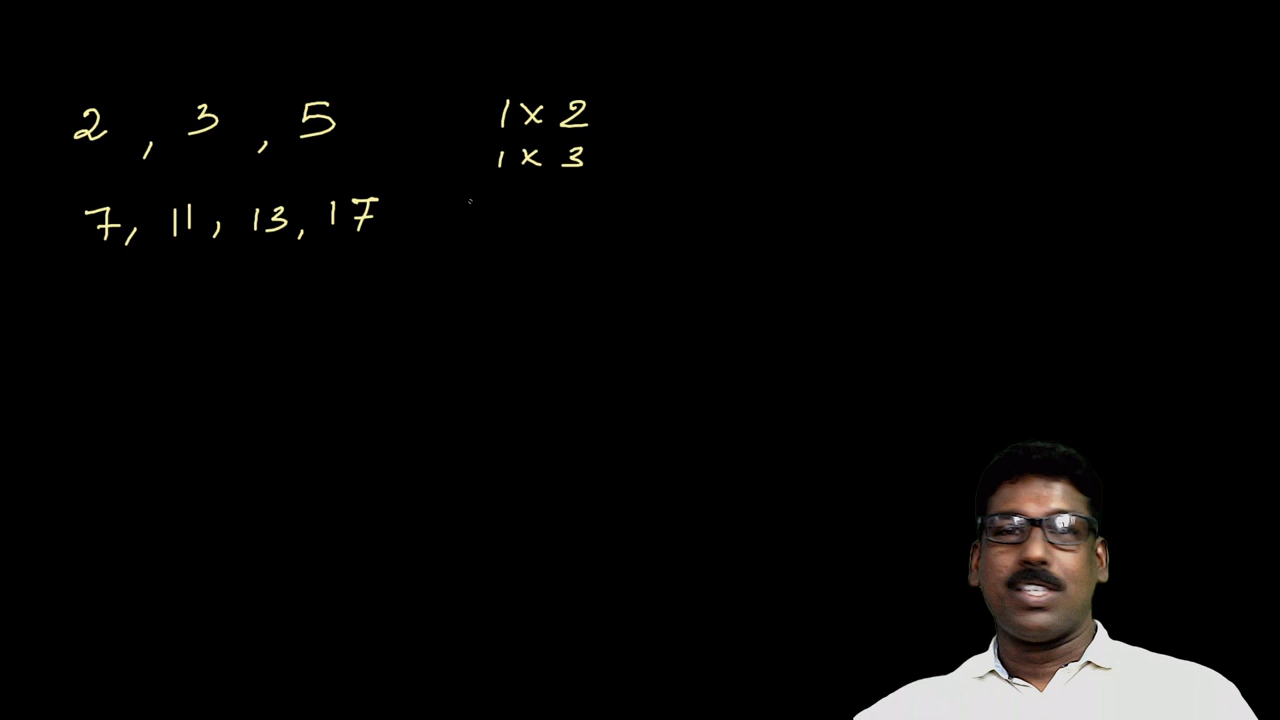 2 , 3 , 5
7, 11, 13, 17
1 × 2
1 × 3